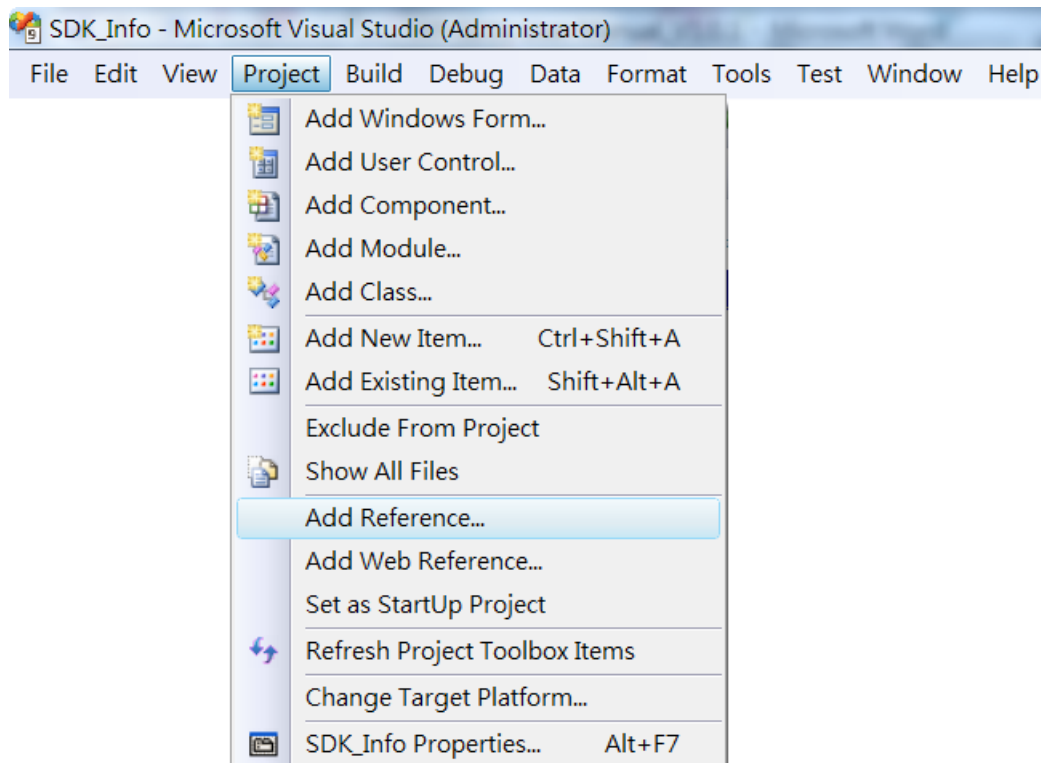 SDK_Info - Microsoft Visual Studio (Administrator)
File Edit View Project Build Debug Data Format Tools Test Window Help
Add Windows Form...
Add User Control...
Add Component...
Add Module...
Add Class...
Add New Item... Ctrl+Shift+A
Add Existing Item... Shift+Alt+A
Exclude From Project
Show All Files
Add Reference...
Add Web Reference...
Set as StartUp Project
Refresh Project Toolbox Items
Change Target Platform...
SDK_Info Properties... Alt+F7